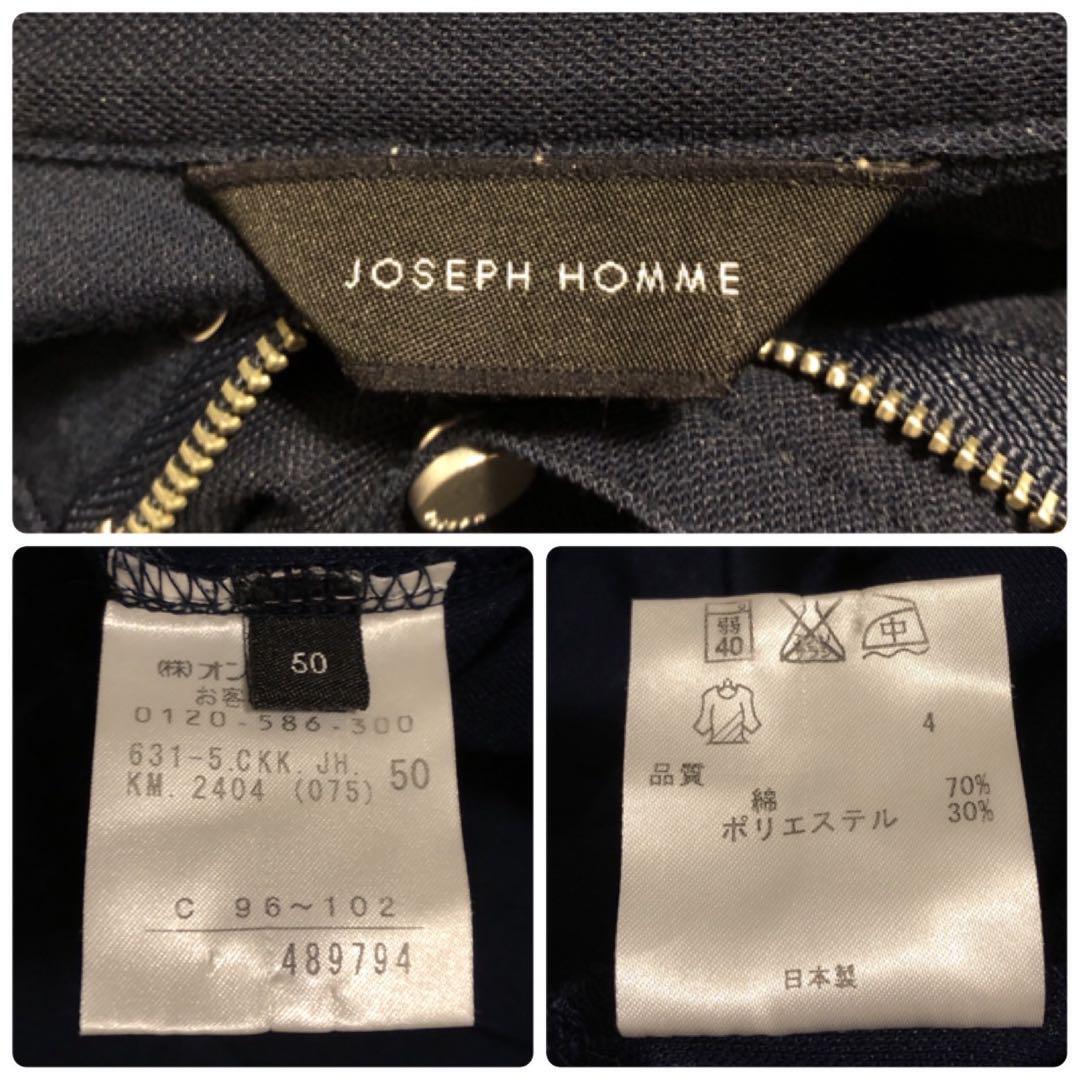 JOSEPH HOMME
50
(株)オン
お客
0120-586-300
631-5.CKK.JH.
KM.2404 (075) 50
C 96~102
489794
弱
40
中
4
品質
綿 70%
ポリエステル 30%
日本製